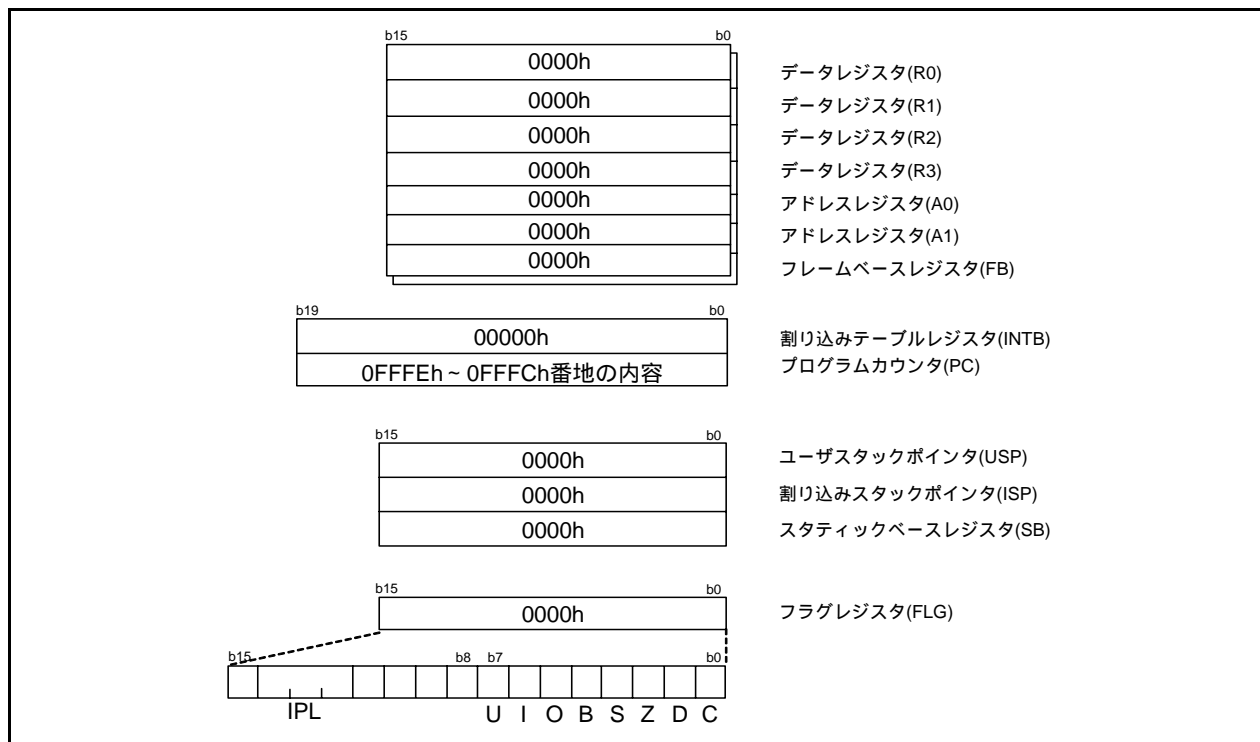 b15 b0
0000h データレジスタ(R0)
0000h データレジスタ(R1)
0000h データレジスタ(R2)
0000h データレジスタ(R3)
0000h アドレスレジスタ(A0)
0000h アドレスレジスタ(A1)
0000h フレームベースレジスタ(FB)
b19 b0
00000h 割り込みテーブルレジスタ(INTB)
0FFFEh ~ 0FFFCh番地の内容 プログラムカウンタ(PC)
b15 b0
0000h ユーザスタックポインタ(USP)
0000h 割り込みスタックポインタ(ISP)
0000h スタティックベースレジスタ(SB)
b15 b0
0000h フラグレジスタ(FLG)
b15 b8 b7 b0
IPL U I O B S Z D C